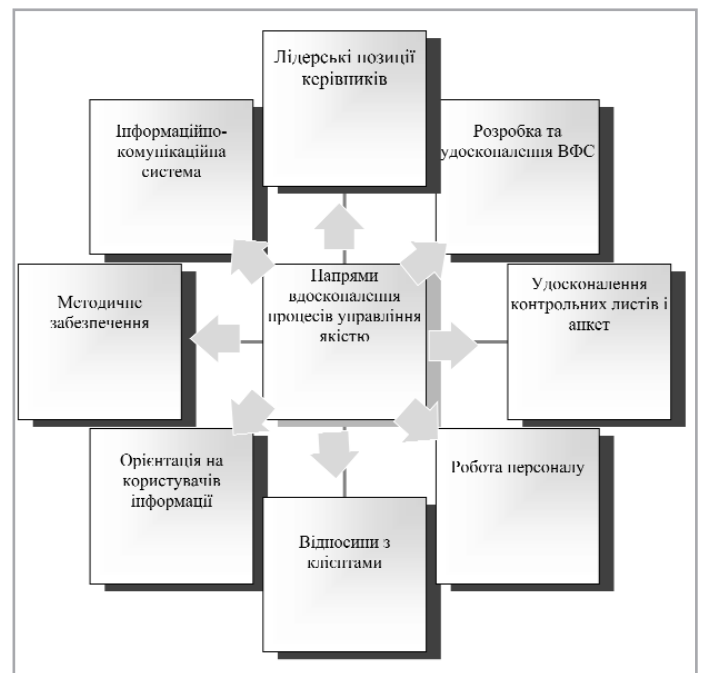 Лідерські позиції
керівників
Інформаційно-
комунікаційна
система
Розробка та
удосконалення ВФС
Методичне
забезпечення
Напрями
вдосконалення
процесів управління
якістю
Удосконалення
контрольних листів і
анкет
Орієнтація на
користувачів
інформації
Відносини з
клієнтами
Робота персоналу